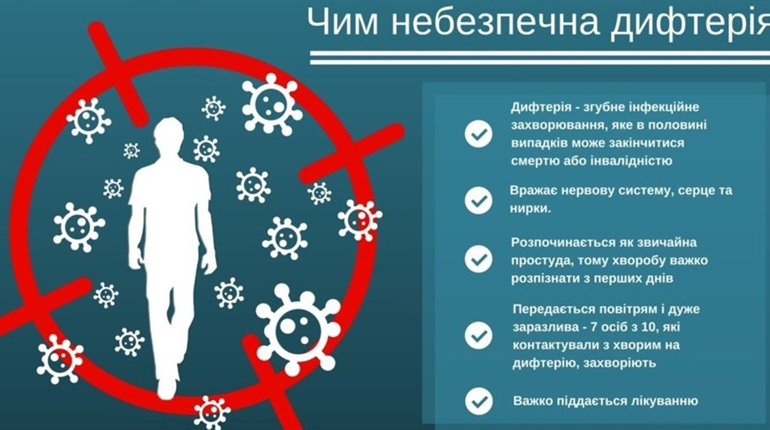 Чим небезпечна дифтерія
Дифтерія - згубне інфекційне
захворювання, яке в половині
випадків може закінчитися
смертю або інвалідністю
Вражає нервову систему, серце та
нирки.
Розпочинається як звичайна
простуда, тому хворобу важко
розпізнати з перших днів
Передається повітрям і дуже
заразлива - 7 осіб з 10, які
контактували з хворим на
дифтерію, захворіють
Важко піддається лікуванню